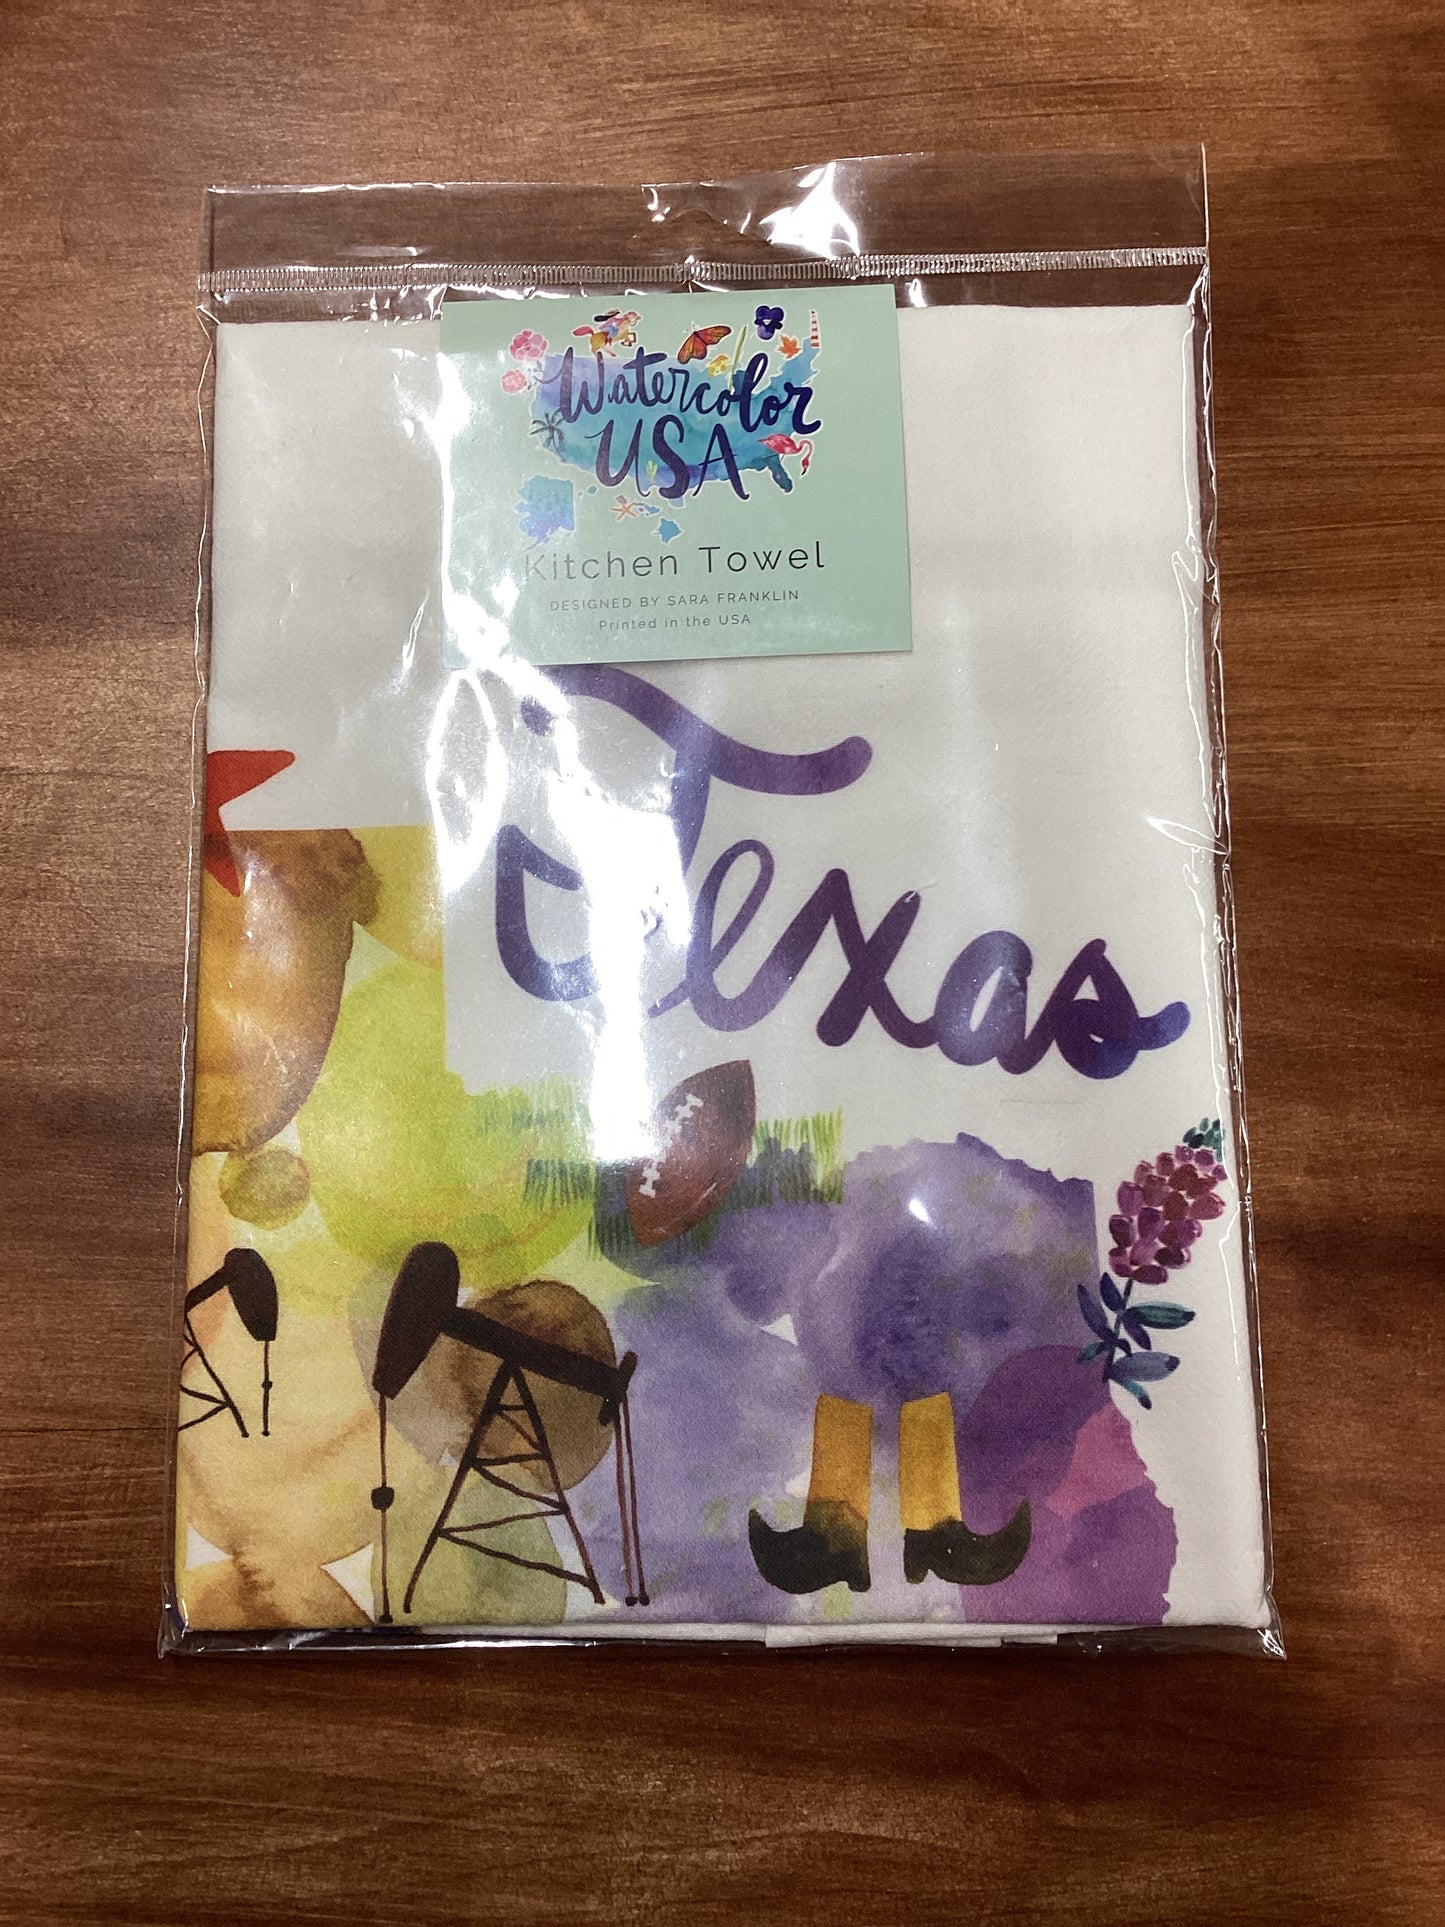 Watercolor
USA
Kitchen Towel
DESIGNED BY SARA FRANKLIN
Printed in the USA
Texas